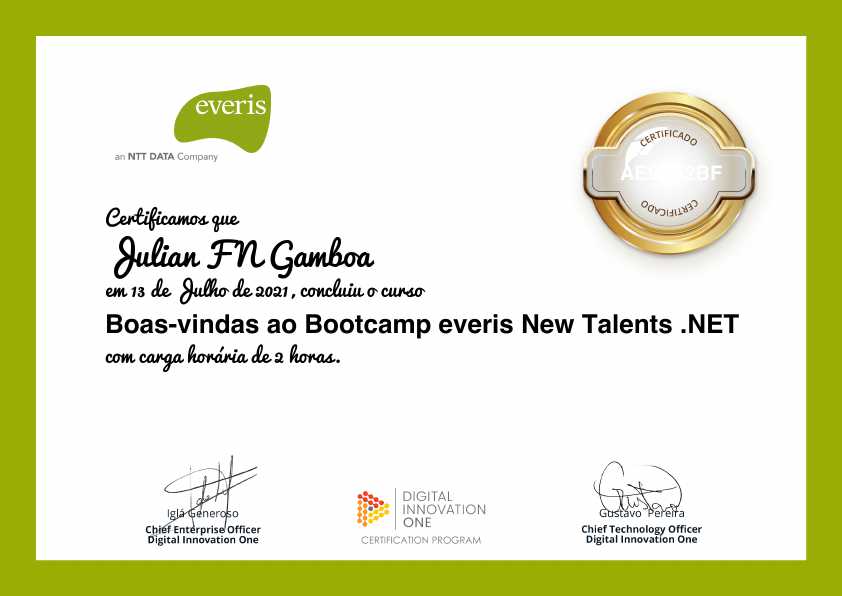 everis
an NTT DATA Company
CERTIFICADO
CERTIFICADO
Certificamos que
Julian FN Gamboa
em 13 de Julho de 2021, concluiu o curso
Boas-vindas ao Bootcamp everis New Talents .NET
com carga horária de 2 horas.
Iglá Generoso
Chief Enterprise Officer
Digital Innovation One
DIGITAL
INNOVATION
ONE
CERTIFICATION PROGRAM
Gustavo Pereira
Chief Technology Officer
Digital Innovation One